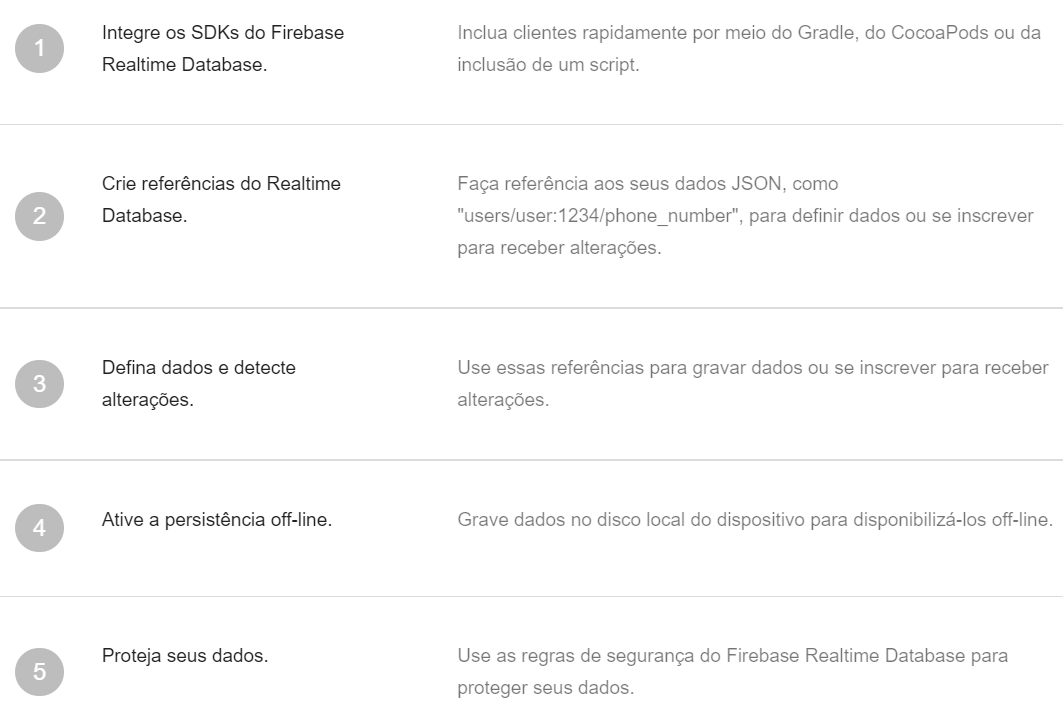 1
Integre os SDKs do Firebase
Realtime Database.
Inclua clientes rapidamente por meio do Gradle, do CocoaPods ou da
inclusão de um script.
2
Crie referências do Realtime
Database.
Faça referência aos seus dados JSON, como
"users/user:1234/phone_number", para definir dados ou se inscrever
para receber alterações.
3
Defina dados e detecte
alterações.
Use essas referências para gravar dados ou se inscrever para receber
alterações.
4
Ative a persistência off-line.
Grave dados no disco local do dispositivo para disponibilizá-los off-line.
5
Proteja seus dados.
Use as regras de segurança do Firebase Realtime Database para
proteger seus dados.